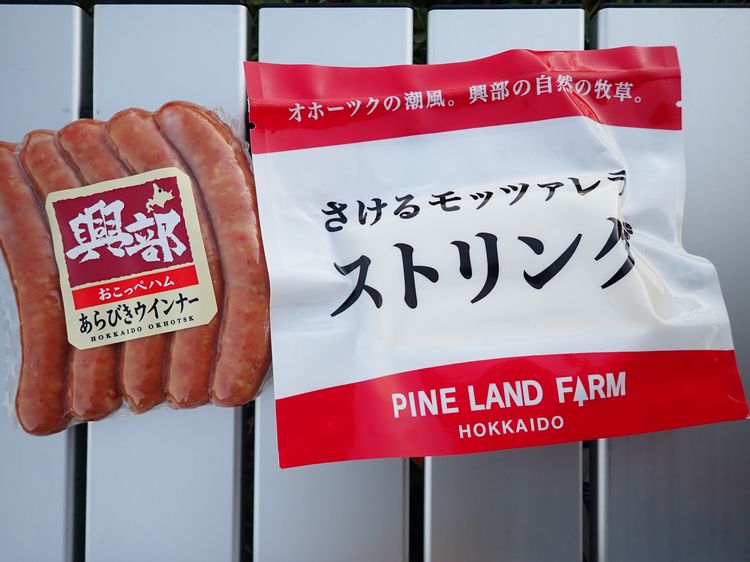 興部
おこっぺハム
あらびきウインナー
HOKKAIDO OKHOTSK
オホーツクの潮風。興部の自然の牧草。
さけるモッツァレラ
ストリング
PINE LAND FARM
HOKKAIDO